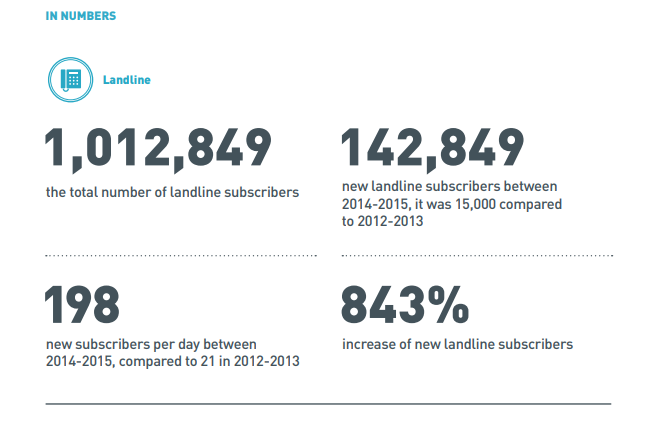 IN NUMBERS
Landline
1,012,849
the total number of landline subscribers
142,849
new landline subscribers between
2014-2015, it was 15,000 compared
to 2012-2013
198
new subscribers per day between
2014-2015, compared to 21 in 2012-2013
843%
increase of new landline subscribers